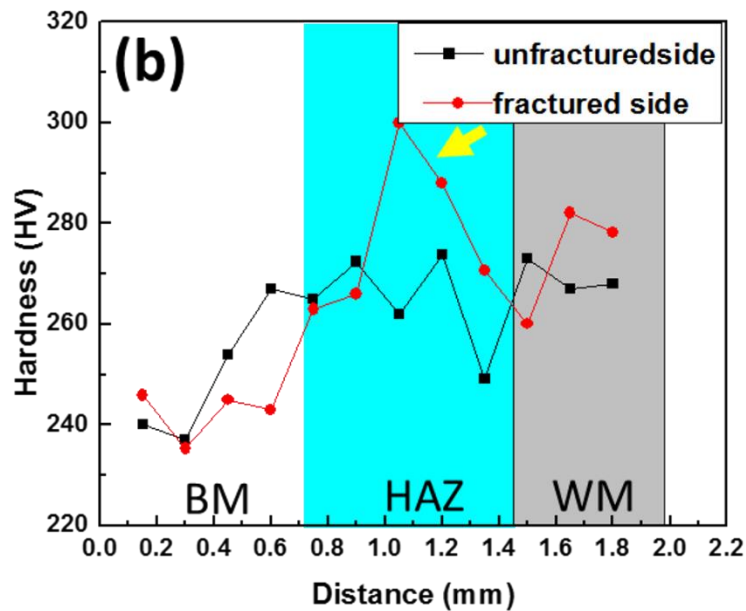 (b)
unfracturedside
fractured side
320
300
280
260
240
220
Hardness (HV)
BM HAZ WM
0.0 0.2 0.4 0.6 0.8 1.0 1.2 1.4 1.6 1.8 2.0 2.2
Distance (mm)